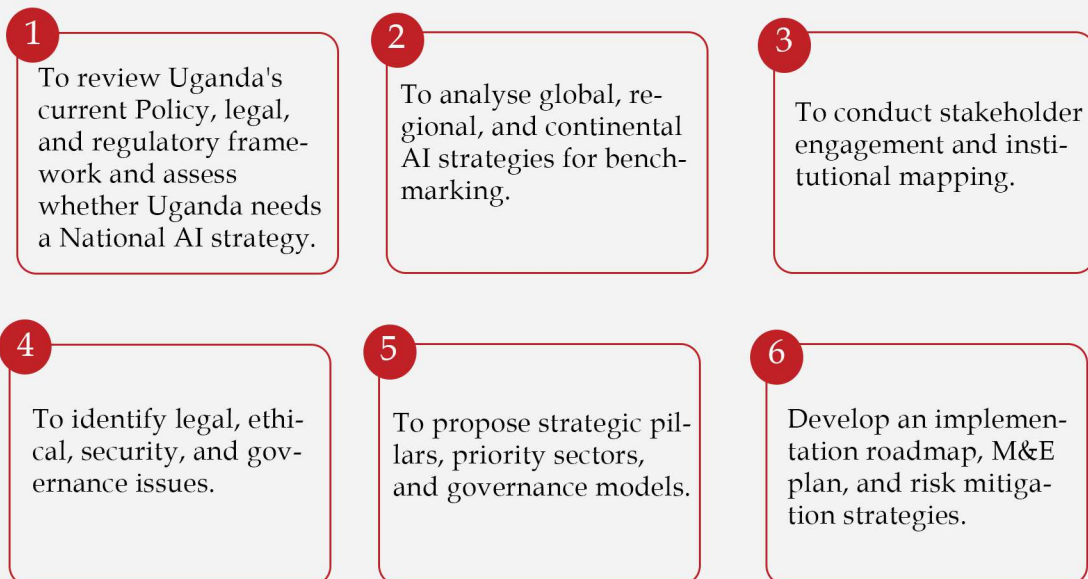 1
To review Uganda's
current Policy, legal,
and regulatory frame-
work and assess
whether Uganda needs
a National AI strategy.
2
To analyse global, re-
gional, and continental
AI strategies for bench-
marking.
3
To conduct stakeholder
engagement and insti-
tutional mapping.
4
To identify legal, ethi-
cal, security, and gov-
ernance issues.
5
To propose strategic pil-
lars, priority sectors,
and governance models.
6
Develop an implemen-
tation roadmap, M&E
plan, and risk mitiga-
tion strategies.